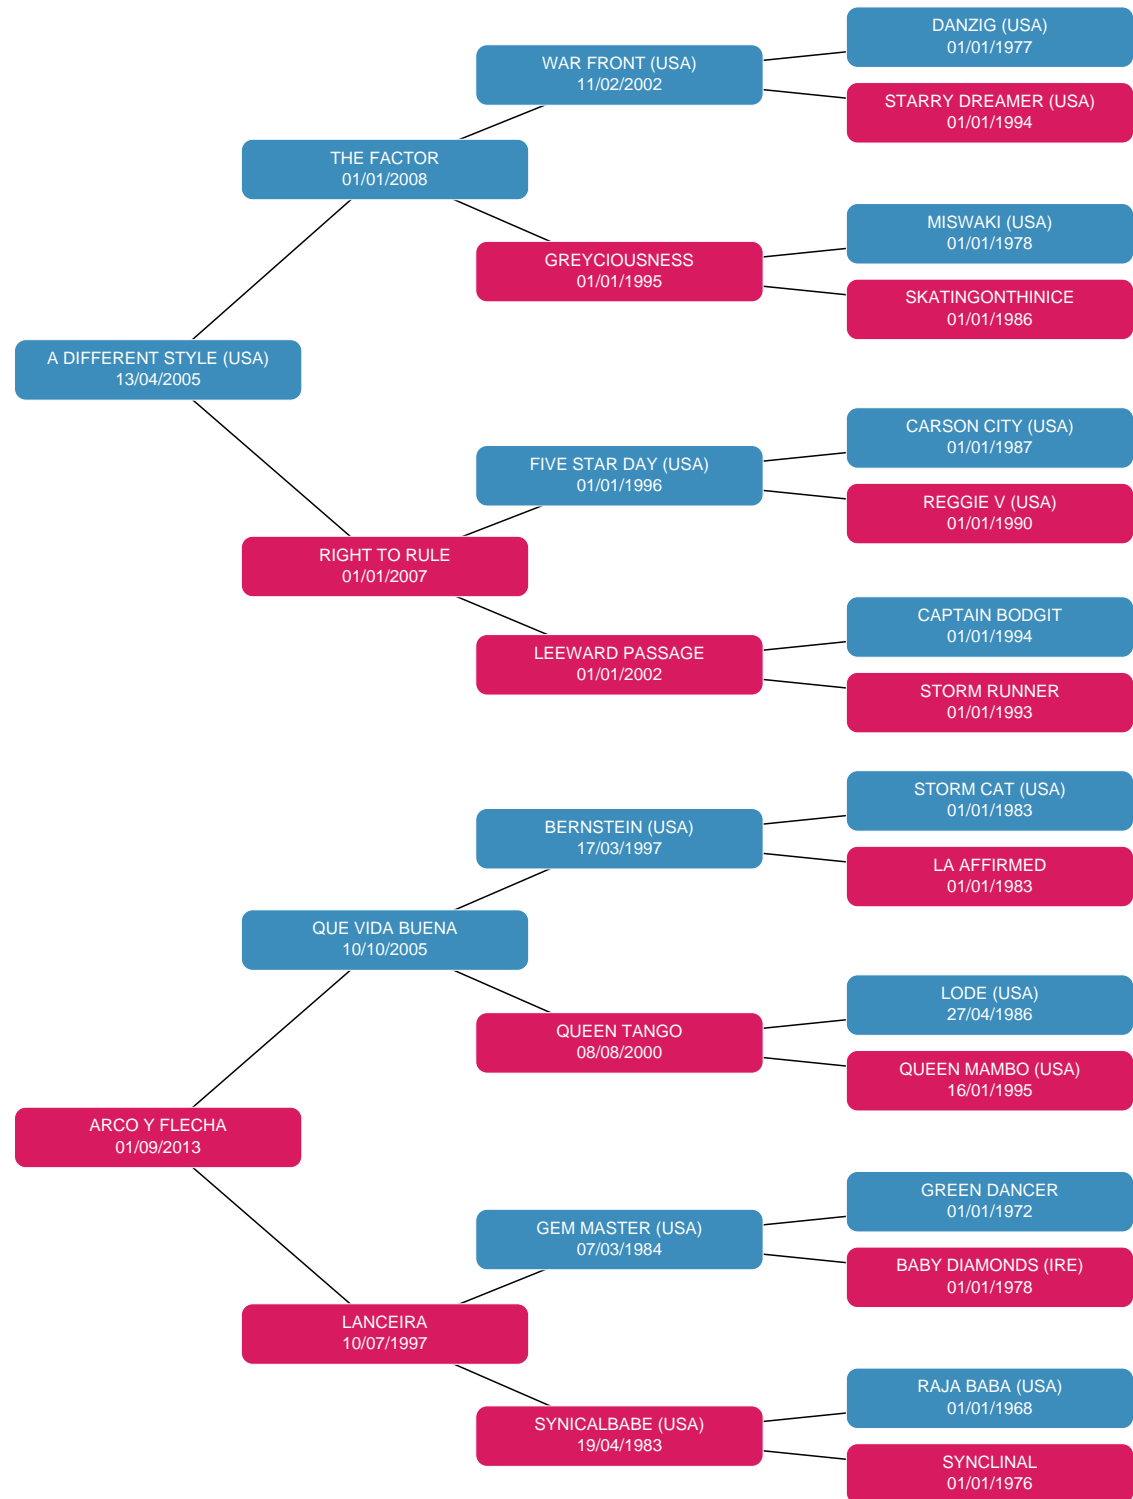 DANZIG (USA)
01/01/1977
WAR FRONT (USA)
11/02/2002
STARRY DREAMER (USA)
01/01/1994
THE FACTOR
01/01/2008
MISWAKI (USA)
01/01/1978
GREYCIOUSNESS
01/01/1995
SKATINGONTHINICE
01/01/1986
A DIFFERENT STYLE (USA)
13/04/2005
CARSON CITY (USA)
01/01/1987
FIVE STAR DAY (USA)
01/01/1996
REGGIE V (USA)
01/01/1990
RIGHT TO RULE
01/01/2007
CAPTAIN BODGIT
01/01/1994
LEEWARD PASSAGE
01/01/2002
STORM RUNNER
01/01/1993
STORM CAT (USA)
01/01/1983
BERNSTEIN (USA)
17/03/1997
LA AFFIRMED
01/01/1983
QUE VIDA BUENA
10/10/2005
LODE (USA)
27/04/1986
QUEEN TANGO
08/08/2000
QUEEN MAMBO (USA)
16/01/1995
ARCO Y FLECHA
01/09/2013
GREEN DANCER
01/01/1972
GEM MASTER (USA)
07/03/1984
BABY DIAMONDS (IRE)
01/01/1978
LANCEIRA
10/07/1997
RAJA BABA (USA)
01/01/1968
SYNICALBABE (USA)
19/04/1983
SYNCLINAL
01/01/1976